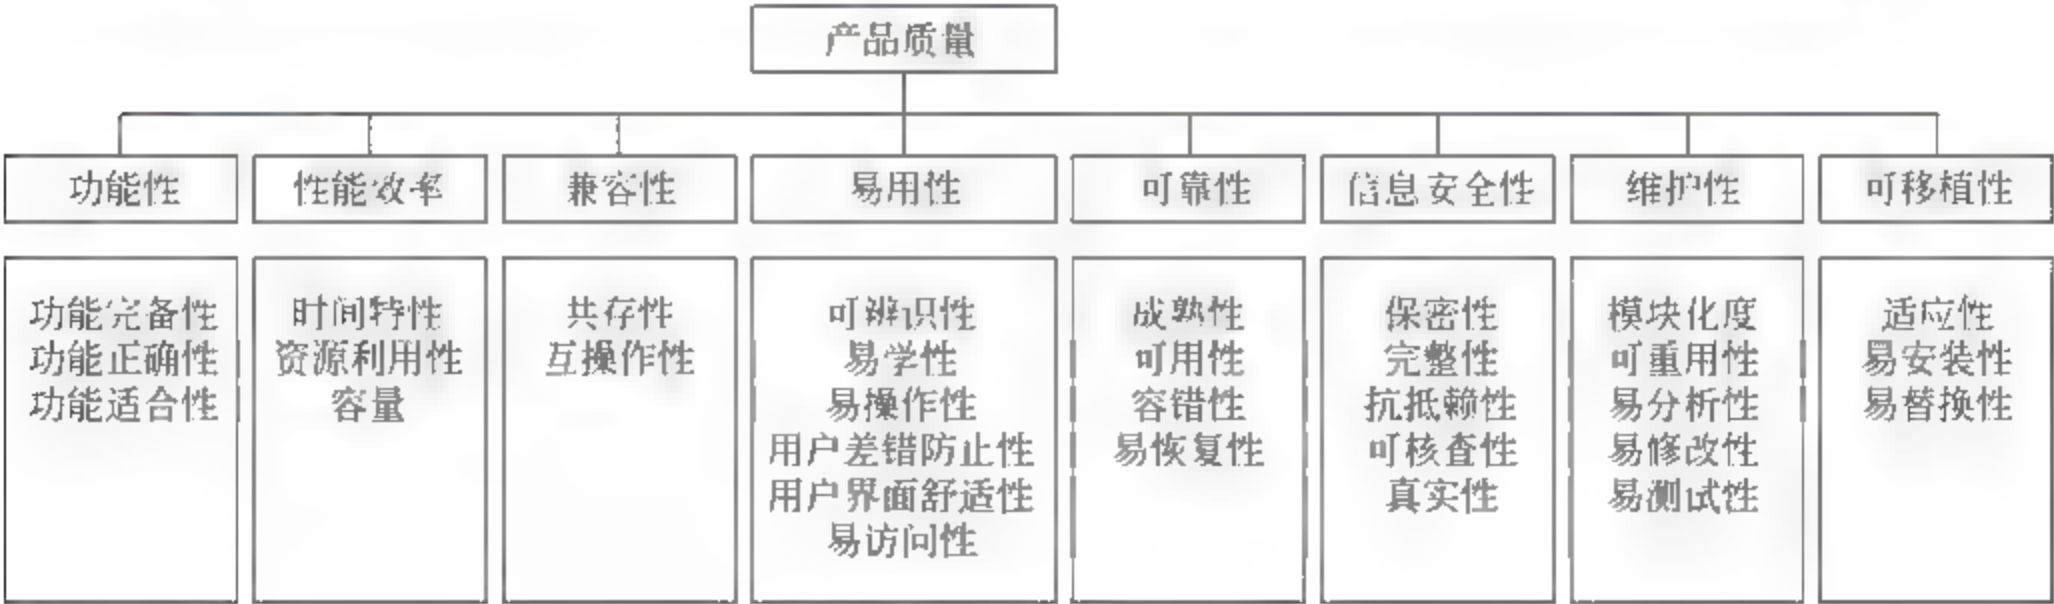 产品质量
功能性
性能效率
兼容性
易用性
可靠性
信息安全性
维护性
可移植性
功能完备性
功能正确性
功能适合性
时间特性
资源利用性
容量
共存性
互操作性
可辨识性
易学性
易操作性
用户差错防止性
用户界面舒适性
易访问性
成熟性
可用性
容错性
易恢复性
保密性
完整性
抗抵赖性
可核查性
真实性
模块化度
可重用性
易分析性
易修改性
易测试性
适应性
易安装性
易替换性